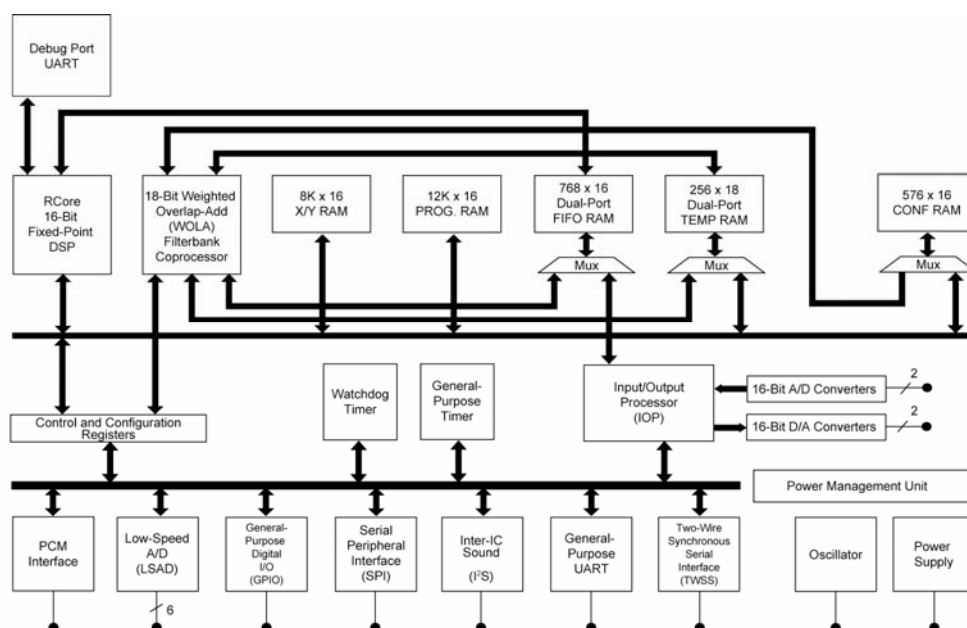 Debug Port
UART
RCore
16-Bit
Fixed-Point
DSP
18-Bit Weighted
Overlap-Add
(WOLA)
Filterbank
Coprocessor
8K x 16
X/Y RAM
12K x 16
PROG. RAM
768 x 16
Dual-Port
FIFO RAM
256 x 18
Dual-Port
TEMP RAM
576 x 16
CONF RAM
Mux
Mux
Mux
Control and Configuration
Registers
Watchdog
Timer
General-
Purpose
Timer
Input/Output
Processor
(IOP)
16-Bit A/D Converters
2
16-Bit D/A Converters
2
Power Management Unit
PCM
Interface
Low-Speed
A/D
(LSAD)
6
General-
Purpose
Digital
I/O
(GPIO)
Serial
Peripheral
Interface
(SPI)
Inter-IC
Sound
(I²S)
General-
Purpose
UART
Two-Wire
Synchronous
Serial
Interface
(TWSS)
Oscillator
Power
Supply